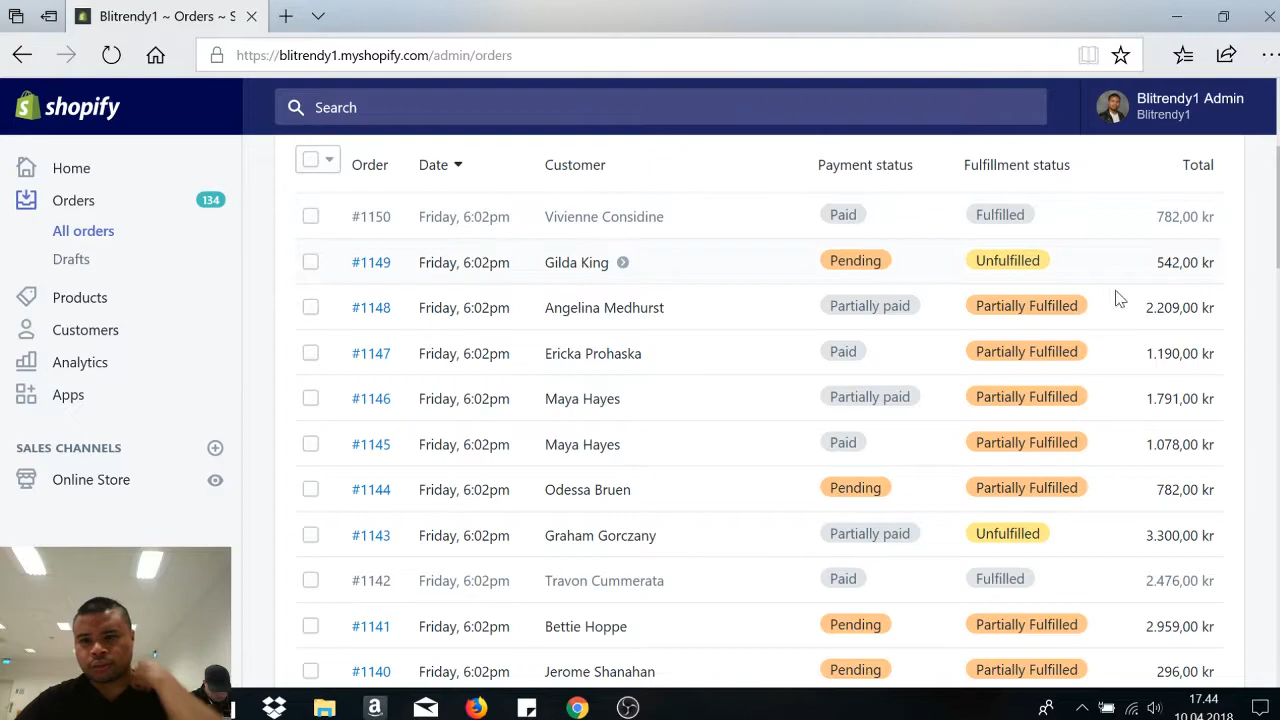 Blitrendy1 ~ Orders ~ S
https://blitrendy1.myshopify.com/admin/orders
shopify
Search
Blitrendy1 Admin
Blitrendy1
Home
Orders 134
All orders
Drafts
Products
Customers
Analytics
Apps
SALES CHANNELS
Online Store
Order Date Customer Payment status Fulfillment status Total
#1150 Friday, 6:02pm Vivienne Considine Paid Fulfilled 782,00 kr
#1149 Friday, 6:02pm Gilda King Pending Unfulfilled 542,00 kr
#1148 Friday, 6:02pm Angelina Medhurst Partially paid Partially Fulfilled 2.209,00 kr
#1147 Friday, 6:02pm Ericka Prohaska Paid Partially Fulfilled 1.190,00 kr
#1146 Friday, 6:02pm Maya Hayes Partially paid Partially Fulfilled 1.791,00 kr
#1145 Friday, 6:02pm Maya Hayes Paid Partially Fulfilled 1.078,00 kr
#1144 Friday, 6:02pm Odessa Bruen Pending Partially Fulfilled 782,00 kr
#1143 Friday, 6:02pm Graham Gorczany Partially paid Unfulfilled 3.300,00 kr
#1142 Friday, 6:02pm Travon Cummerata Paid Fulfilled 2.476,00 kr
#1141 Friday, 6:02pm Bettie Hoppe Pending Partially Fulfilled 2.959,00 kr
#1140 Friday, 6:02pm Jerome Shanahan Pending Partially Fulfilled 296,00 kr
17.44
10.04.2018